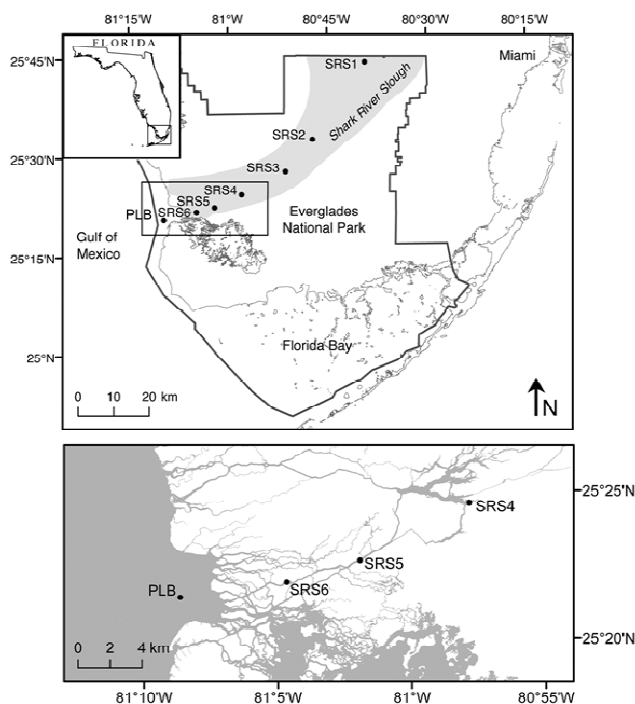 81°15' 81°W 80°45' 80°30' 80°15'
FLORIDA
Miami
25°45'
SRS1
Shark River Slough
SRS2
25°30'
SRS3
SRS4
SRS5
SRS6
PLB
Everglades
National Park
Gulf of
Mexico
25°15'
Florida Bay
25°N
0 10 20 km
N
25°25'
SRS4
SRS5
SRS6
PLB
0 2 4 km
25°20'
81°10' 81°5'W 81°W 80°55'W